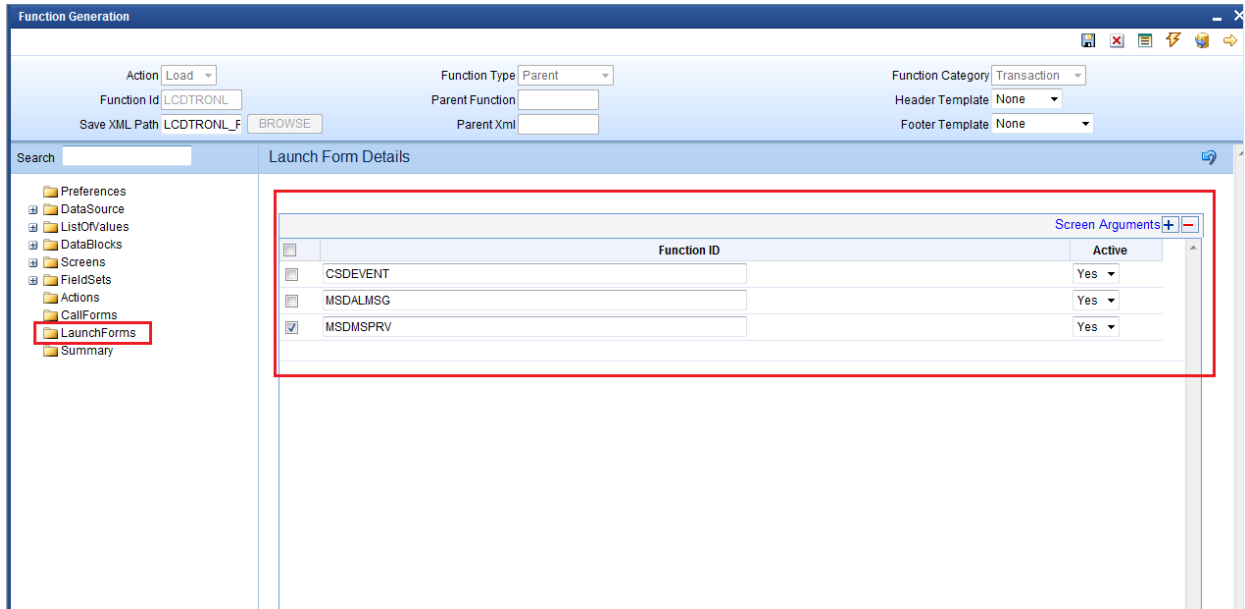 Function Generation
Action Load Function Type Parent Function Category Transaction
Function Id LCDTRONL Parent Function Header Template None
Save XML Path LCDTRONL_F BROWSE Parent Xml Footer Template None
Search Launch Form Details
Preferences
DataSource
ListOfValues
DataBlocks
Screens
FieldSets
Actions
CallForms
LaunchForms
Summary
Screen Arguments
Function ID Active
CSDEVENT Yes
MSDALMSG Yes
MSDMSPRV Yes